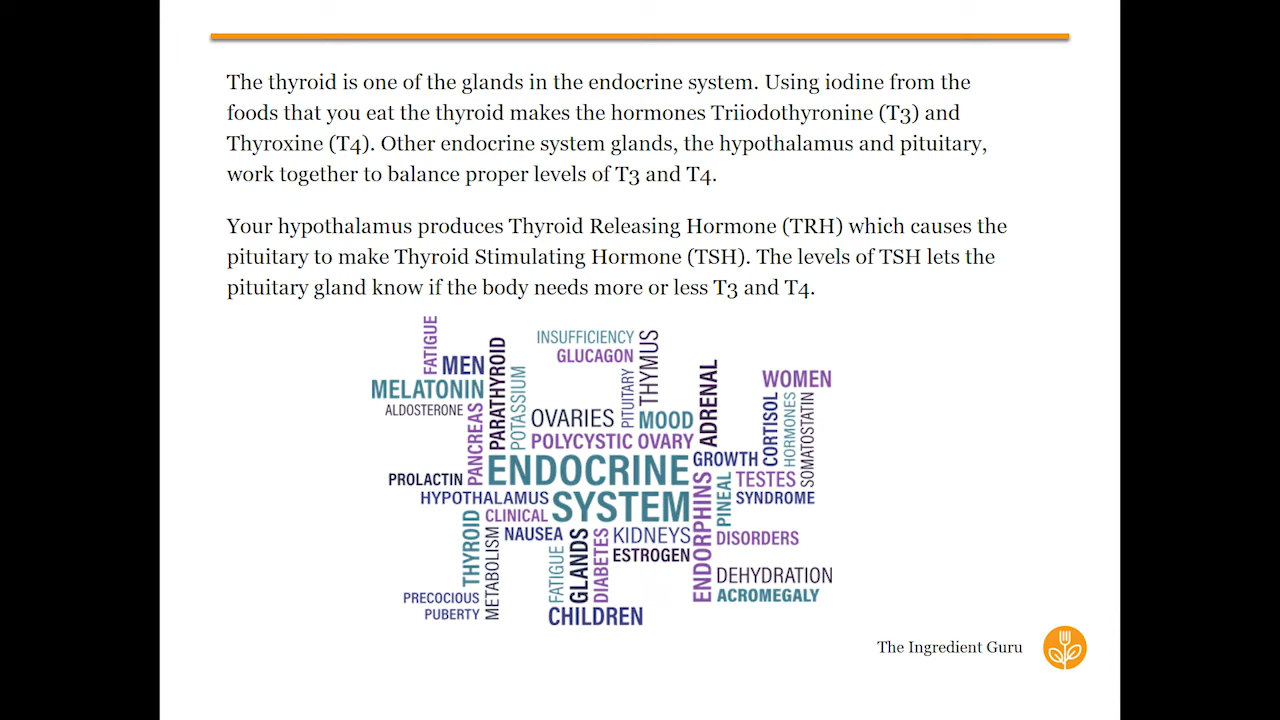 The thyroid is one of the glands in the endocrine system. Using iodine from the
foods that you eat the thyroid makes the hormones Triiodothyronine (T3) and
Thyroxine (T4). Other endocrine system glands, the hypothalamus and pituitary,
work together to balance proper levels of T3 and T4.
Your hypothalamus produces Thyroid Releasing Hormone (TRH) which causes the
pituitary to make Thyroid Stimulating Hormone (TSH). The levels of TSH lets the
pituitary gland know if the body needs more or less T3 and T4.
FATIGUE
MEN
MELATONIN
ALDOSTERONE
PANCREAS
PARATHYROID
POTASSIUM
INSUFFICIENCY
GLUCAGON
PITUITARY
THYMUS
OVARIES
MOOD
ADRENAL
POLYCYSTIC OVARY
WOMEN
CORTISOL
HORMONES
SOMATOSTATIN
PROLACTIN
ENDOCRINE
GROWTH
TESTES
HYPOTHALAMUS
SYSTEM
ENDORPHINS
PINEAL
SYNDROME
CLINICAL
THYROID
METABOLISM
NAUSEA
FATIGUE
GLANDS
DIABETES
KIDNEYS
ESTROGEN
DISORDERS
DEHYDRATION
ACROMEGALY
PRECOCIOUS
PUBERTY
CHILDREN
The Ingredient Guru